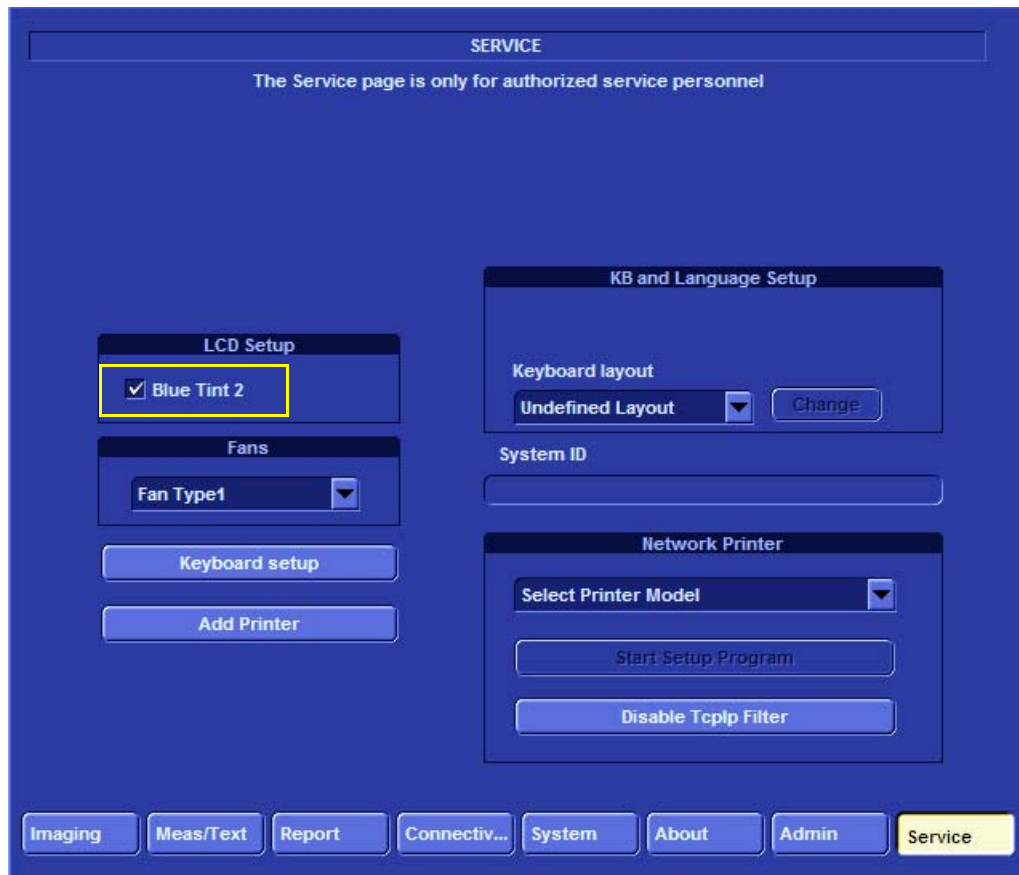 SERVICE
The Service page is only for authorized service personnel
KB and Language Setup
LCD Setup
Blue Tint 2
Keyboard layout
Undefined Layout
Change
Fans
Fan Type1
System ID
Keyboard setup
Add Printer
Network Printer
Select Printer Model
Start Setup Program
Disable TcpIp Filter
Imaging
Meas/Text
Report
Connectiv...
System
About
Admin
Service